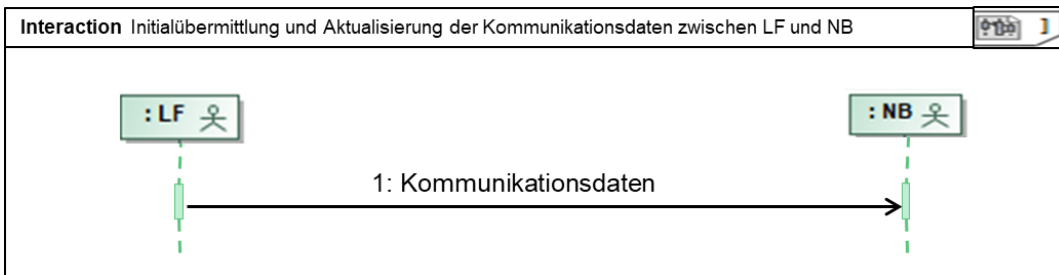 Interaction Initialübermittlung und Aktualisierung der Kommunikationsdaten zwischen LF und NB
: LF
: NB
1: Kommunikationsdaten